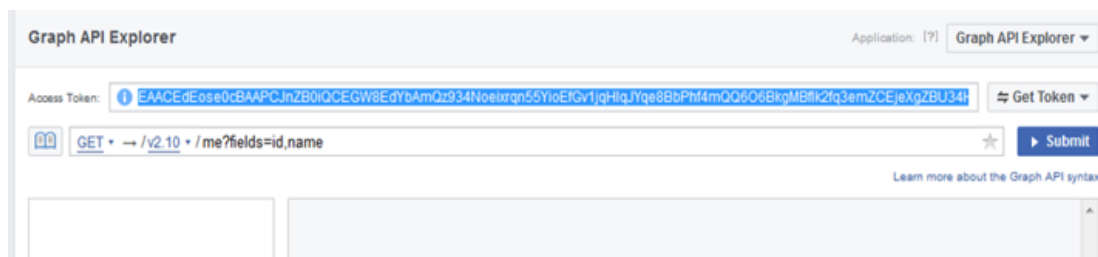 Graph API Explorer Application: [?] Graph API Explorer
Access Token: Get Token
GET → / v2.10 / me?fields=id,name Submit
Learn more about the Graph API syntax